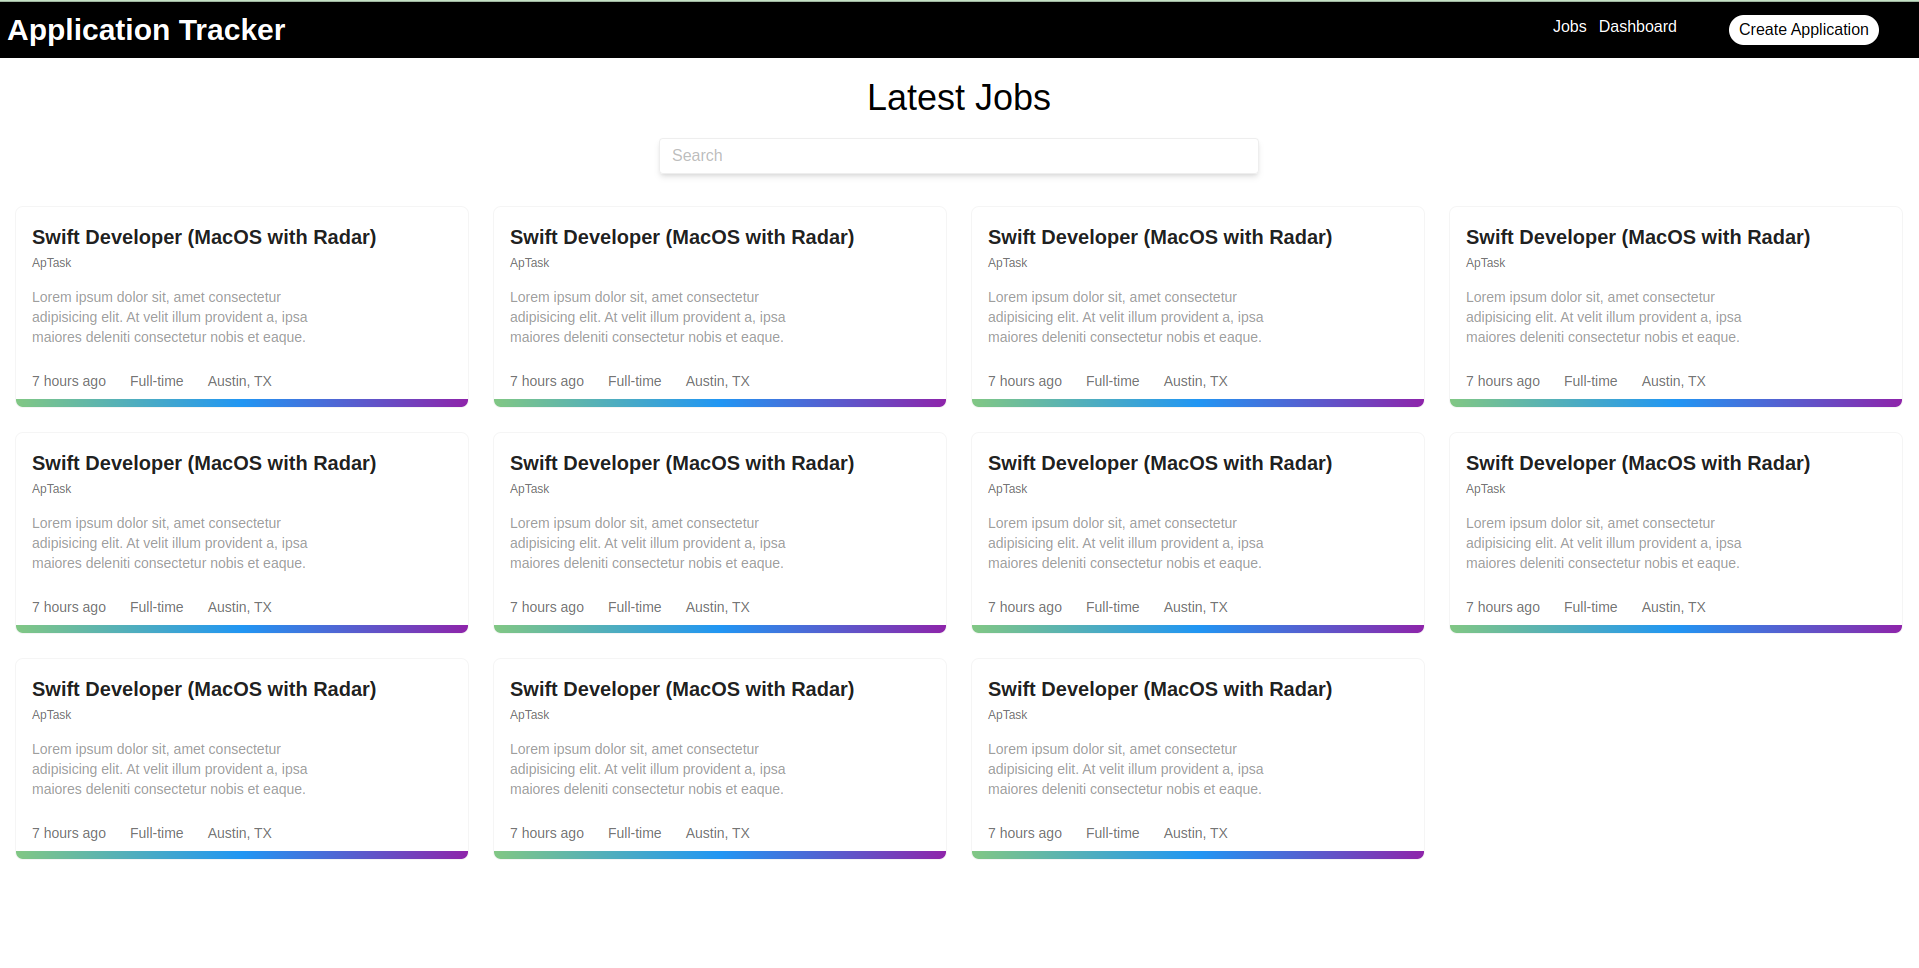 Application Tracker
Jobs Dashboard Create Application
Latest Jobs
Search
Swift Developer (MacOS with Radar)
ApTask
Lorem ipsum dolor sit, amet consectetur
adipisicing elit. At velit illum provident a, ipsa
maiores deleniti consectetur nobis et eaque.
7 hours ago Full-time Austin, TX
Swift Developer (MacOS with Radar)
ApTask
Lorem ipsum dolor sit, amet consectetur
adipisicing elit. At velit illum provident a, ipsa
maiores deleniti consectetur nobis et eaque.
7 hours ago Full-time Austin, TX
Swift Developer (MacOS with Radar)
ApTask
Lorem ipsum dolor sit, amet consectetur
adipisicing elit. At velit illum provident a, ipsa
maiores deleniti consectetur nobis et eaque.
7 hours ago Full-time Austin, TX
Swift Developer (MacOS with Radar)
ApTask
Lorem ipsum dolor sit, amet consectetur
adipisicing elit. At velit illum provident a, ipsa
maiores deleniti consectetur nobis et eaque.
7 hours ago Full-time Austin, TX
Swift Developer (MacOS with Radar)
ApTask
Lorem ipsum dolor sit, amet consectetur
adipisicing elit. At velit illum provident a, ipsa
maiores deleniti consectetur nobis et eaque.
7 hours ago Full-time Austin, TX
Swift Developer (MacOS with Radar)
ApTask
Lorem ipsum dolor sit, amet consectetur
adipisicing elit. At velit illum provident a, ipsa
maiores deleniti consectetur nobis et eaque.
7 hours ago Full-time Austin, TX
Swift Developer (MacOS with Radar)
ApTask
Lorem ipsum dolor sit, amet consectetur
adipisicing elit. At velit illum provident a, ipsa
maiores deleniti consectetur nobis et eaque.
7 hours ago Full-time Austin, TX
Swift Developer (MacOS with Radar)
ApTask
Lorem ipsum dolor sit, amet consectetur
adipisicing elit. At velit illum provident a, ipsa
maiores deleniti consectetur nobis et eaque.
7 hours ago Full-time Austin, TX
Swift Developer (MacOS with Radar)
ApTask
Lorem ipsum dolor sit, amet consectetur
adipisicing elit. At velit illum provident a, ipsa
maiores deleniti consectetur nobis et eaque.
7 hours ago Full-time Austin, TX
Swift Developer (MacOS with Radar)
ApTask
Lorem ipsum dolor sit, amet consectetur
adipisicing elit. At velit illum provident a, ipsa
maiores deleniti consectetur nobis et eaque.
7 hours ago Full-time Austin, TX
Swift Developer (MacOS with Radar)
ApTask
Lorem ipsum dolor sit, amet consectetur
adipisicing elit. At velit illum provident a, ipsa
maiores deleniti consectetur nobis et eaque.
7 hours ago Full-time Austin, TX